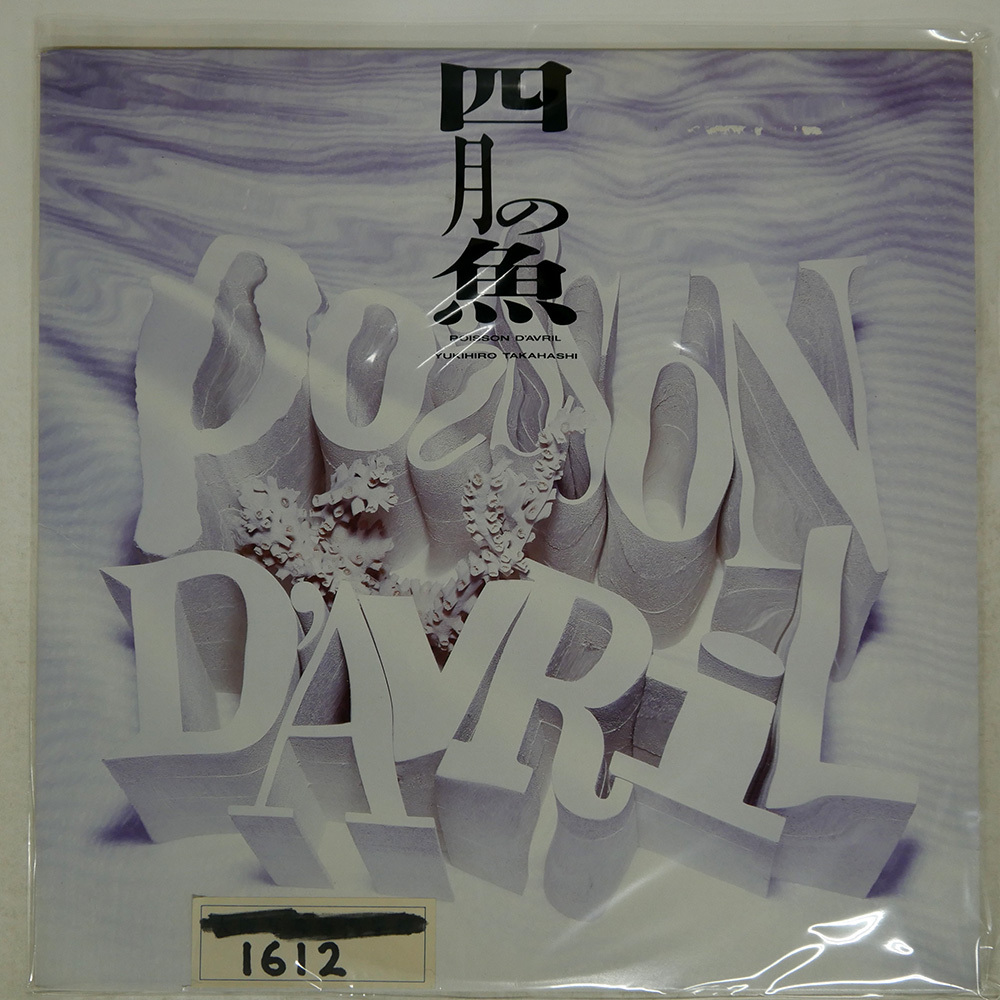 四
月の
魚
POISSON D'AVRIL
YUKIHIRO TAKAHASHI
POISSON
D'AVRiL
1612